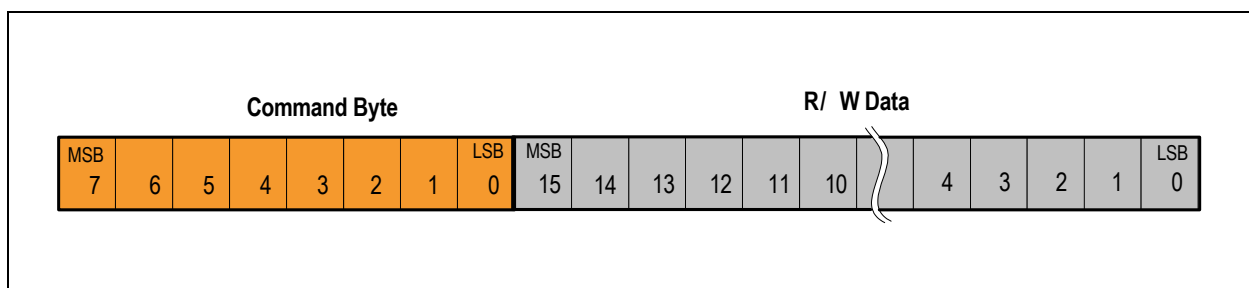 Command Byte R/ W Data
MSB LSB MSB LSB
7 6 5 4 3 2 1 0 15 14 13 12 11 10 4 3 2 1 0